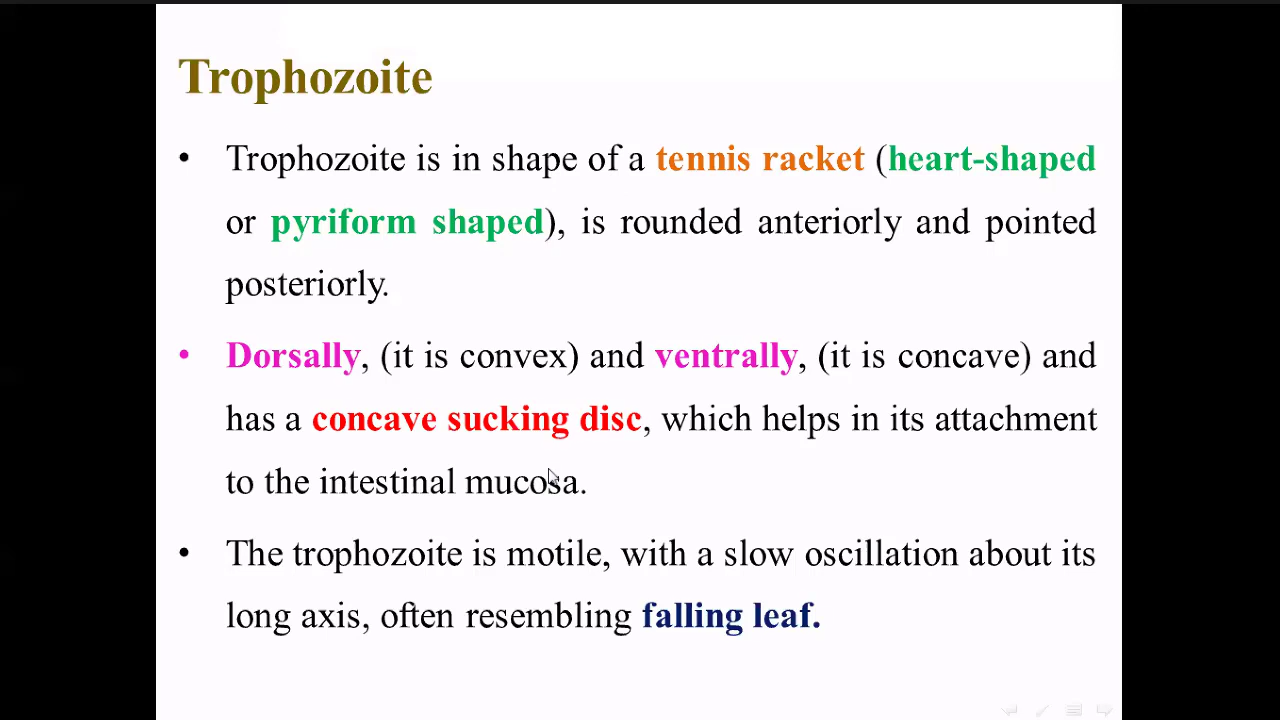 Trophozoite
• Trophozoite is in shape of a tennis racket (heart-shaped
or pyriform shaped), is rounded anteriorly and pointed
posteriorly.
• Dorsally, (it is convex) and ventrally, (it is concave) and
has a concave sucking disc, which helps in its attachment
to the intestinal mucosa.
• The trophozoite is motile, with a slow oscillation about its
long axis, often resembling falling leaf.